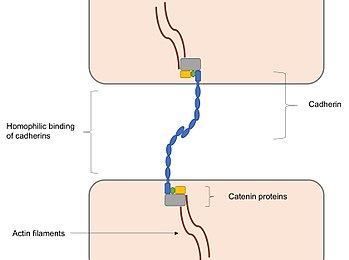 Cadherin
Homophilic binding
of cadherins
Catenin proteins
Actin filaments